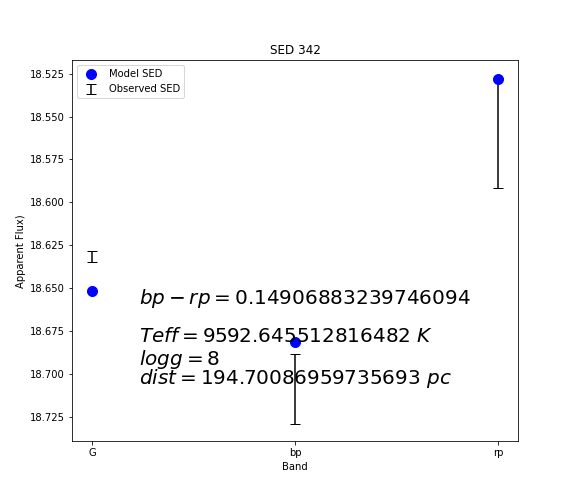 SED 342
Model SED
Observed SED
18.525
18.550
18.575
18.600
18.625
18.650
18.675
18.700
18.725
Apparent Flux)
bp − rp = 0.14906883239746094
Teff = 9592.645512816482 K
logg = 8
dist = 194.70086959735693 pc
G
bp
rp
Band